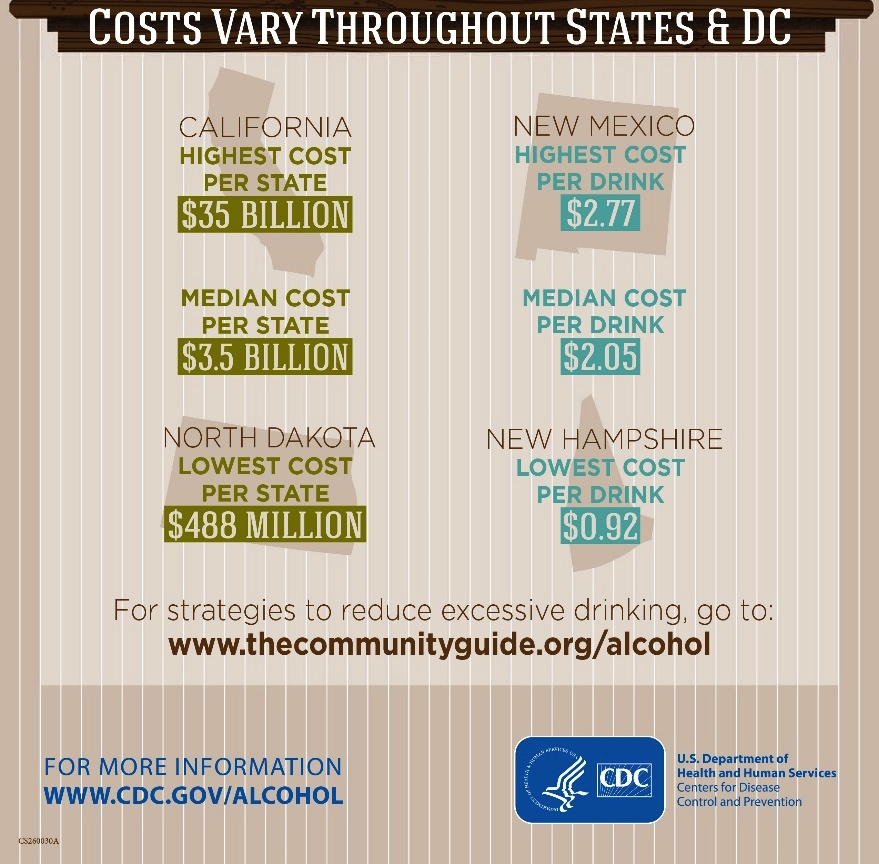 COSTS VARY THROUGHOUT STATES & DC
CALIFORNIA
HIGHEST COST
PER STATE
$35 BILLION
NEW MEXICO
HIGHEST COST
PER DRINK
$2.77
MEDIAN COST
PER STATE
$3.5 BILLION
MEDIAN COST
PER DRINK
$2.05
NORTH DAKOTA
LOWEST COST
PER STATE
$488 MILLION
NEW HAMPSHIRE
LOWEST COST
PER DRINK
$0.92
For strategies to reduce excessive drinking, go to:
www.thecommunityguide.org/alcohol
FOR MORE INFORMATION
WWW.CDC.GOV/ALCOHOL
CDC
U.S. Department of
Health and Human Services
Centers for Disease
Control and Prevention
CS260030A